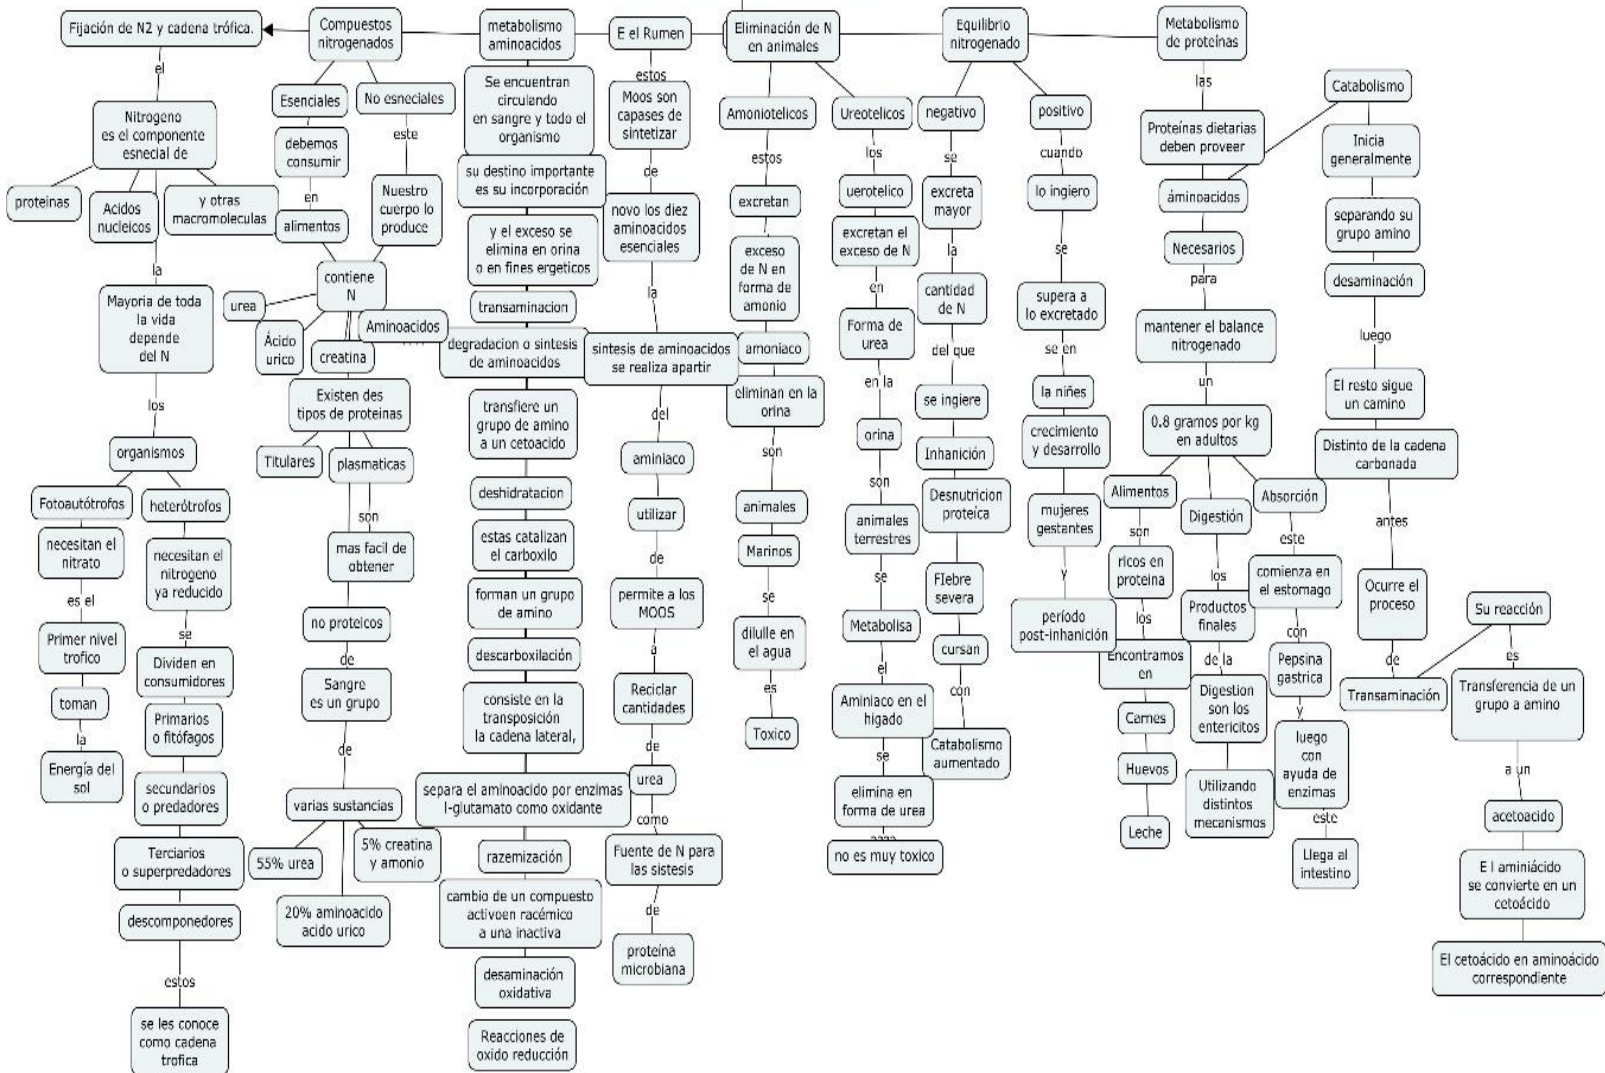 Fijación de N2 y cadena trófica.
el
Nitrogeno
es el componente
esnecial de
proteinas
Acidos
nucleicos
y otras
macromoleculas
la
Mayoria de toda
la vida
depende
del N
los
organismos
Fotoautótrofos
necesitan el
nitrato
es el
Primer nivel
trofico
toman
la
Energía del
sol
heterótrofos
necesitan el
nitrogeno
ya reducido
se
Dividen en
consumidores
Primarios
o fitófagos
secundarios
o predadores
Terciarios
o superpredadores
descomponedores
estos
se les conoce
como cadena
trofica
Compuestos
nitrogenados
Esenciales
debemos
consumir
en
alimentos
No esneciales
este
Nuestro
cuerpo lo
produce
contiene
N
urea
Ácido
urico
creatina
Aminoacidos
Existen des
tipos de proteinas
Titulares
plasmaticas
son
mas facil de
obtener
no proteicos
de
Sangre
es un grupo
de
varias sustancias
55% urea
20% aminoacido
acido urico
5% creatina
y amonio
metabolismo
aminoacidos
Se encuentran
circulando
en sangre y todo el
organismo
su destino importante
es su incorporación
y el exceso se
elimina en orina
o en fines ergeticos
transaminacion
degradacion o sintesis
de aminoacidos
transfiere un
grupo de amino
a un cetoacido
deshidratacion
estas catalizan
el carboxilo
forman un grupo
de amino
descarboxilación
consiste en la
transposición
la cadena lateral,
separa el aminoacido por enzimas
l-glutamato como oxidante
razemización
cambio de un compuesto
activoen racémico
a una inactiva
desaminación
oxidativa
Reacciones de
oxido reducción
E el Rumen
estos
Moos son
capases de
sintetizar
de
novo los diez
aminoacidos
esenciales
la
sintesis de aminoacidos
se realiza apartir
del
aminiaco
utilizar
de
permite a los
MOOS
a
Reciclar
cantidades
de
urea
como
Fuente de N para
las sistesis
de
proteína
microbiana
Eliminación de N
en animales
Amoniotelicos
estos
excretan
exceso
de N en
forma de
amonio
amoniaco
eliminan en la
orina
son
animales
Marinos
se
dilulle en
el agua
es
Toxico
Ureotelicos
los
uerotelico
excretan el
exceso de N
en
Forma de
urea
en la
orina
son
animales
terrestres
se
Metabolisa
el
Aminiaco en el
higado
se
elimina en
forma de urea
????
no es muy toxico
Equilibrio
nitrogenado
negativo
se
excreta
mayor
la
cantidad
de N
del que
se ingiere
Inhanición
Desnutricion
proteíca
FIebre
severa
cursan
con
Catabolismo
aumentado
positivo
cuando
lo ingiero
se
supera a
lo excretado
se en
la niñes
crecimiento
y desarrollo
mujeres
gestantes
y
período
post-inhanición
Metabolismo
de proteínas
las
Proteínas dietarias
deben proveer
áminoacidos
Necesarios
para
mantener el balance
nitrogenado
un
0.8 gramos por kg
en adultos
Alimentos
son
ricos en
proteina
los
Encontramos
en
Carnes
Huevos
Leche
Digestión
los
Productos
finales
de la
Digestion
son los
entericitos
Utilizando
distintos
mecanismos
Absorción
este
comienza en
el estomago
con
Pepsina
gastrica
y
luego
con
ayuda de
enzimas
este
Llega al
intestino
Catabolismo
Inicia
generalmente
separando su
grupo amino
desaminación
luego
El resto sigue
un camino
Distinto de la cadena
carbonada
antes
Ocurre el
proceso
de
Transaminación
Su reacción
es
Transferencia de un
grupo a amino
a un
acetoacido
E l aminiácido
se convierte en un
cetoácido
El cetoácido en aminoácido
correspondiente